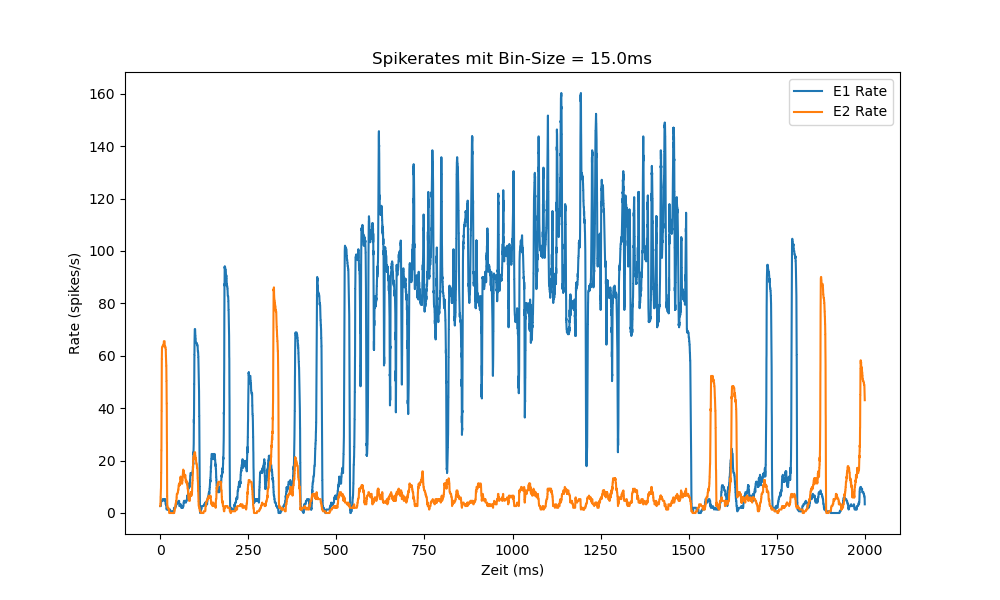 Spikerates mit Bin-Size = 15.0ms
E1 Rate
E2 Rate
160
140
120
100
80
60
40
20
0
Rate (spikes/s)
0 250 500 750 1000 1250 1500 1750 2000
Zeit (ms)